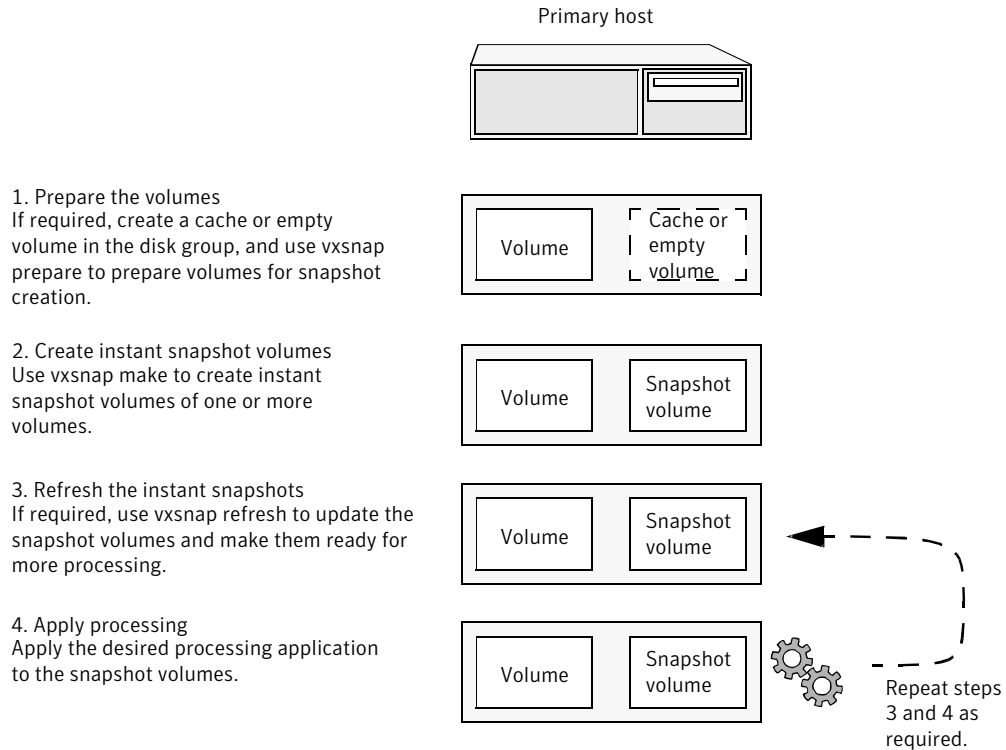 Primary host
1. Prepare the volumes
If required, create a cache or empty
volume in the disk group, and use vxsnap
prepare to prepare volumes for snapshot
creation.
Volume
Cache or
empty
volume
2. Create instant snapshot volumes
Use vxsnap make to create instant
snapshot volumes of one or more
volumes.
Volume
Snapshot
volume
3. Refresh the instant snapshots
If required, use vxsnap refresh to update the
snapshot volumes and make them ready for
more processing.
Volume
Snapshot
volume
4. Apply processing
Apply the desired processing application
to the snapshot volumes.
Volume
Snapshot
volume
Repeat steps
3 and 4 as
required.